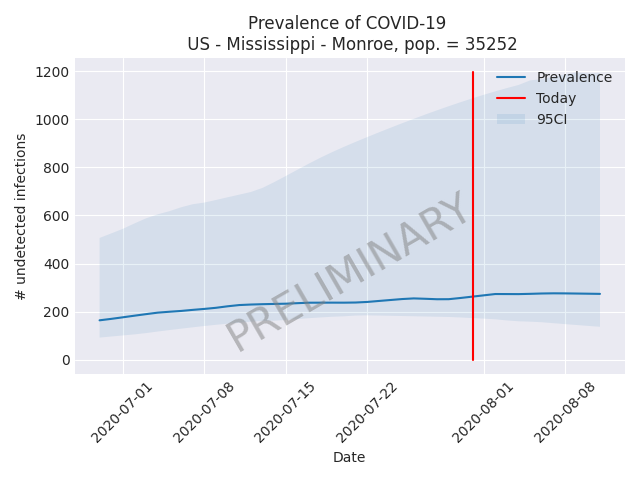 Prevalence of COVID-19
US - Mississippi - Monroe, pop. = 35252
1200
1000
800
600
400
200
0
# undetected infections
Prevalence
Today
95CI
PRELIMINARY
2020-07-01
2020-07-08
2020-07-15
2020-07-22
2020-08-01
2020-08-08
Date